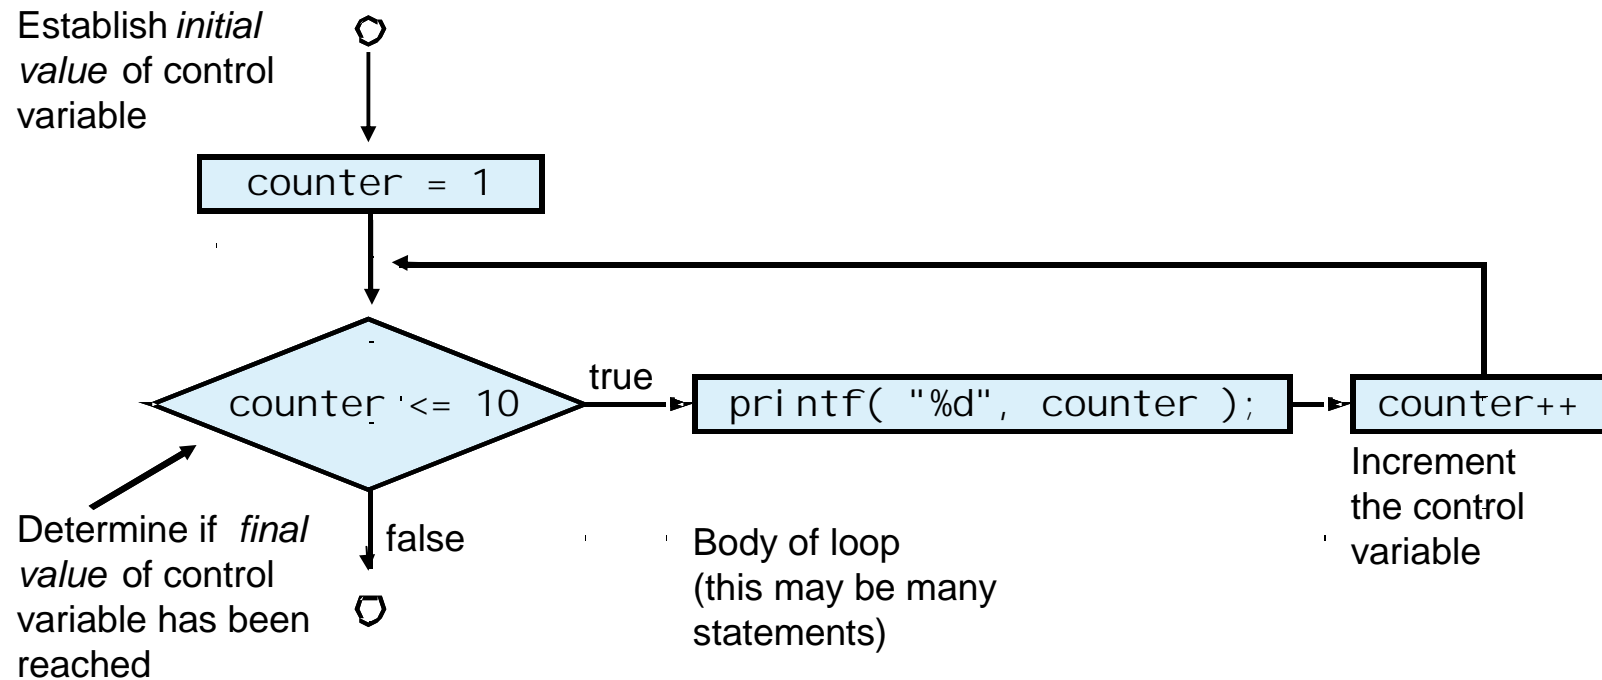 Establish initial
value of control
variable
counter = 1
counter <= 10
true
printf( "%d", counter );
counter++
Increment
the control
variable
Determine if final
value of control
variable has been
reached
false
Body of loop
(this may be many
statements)